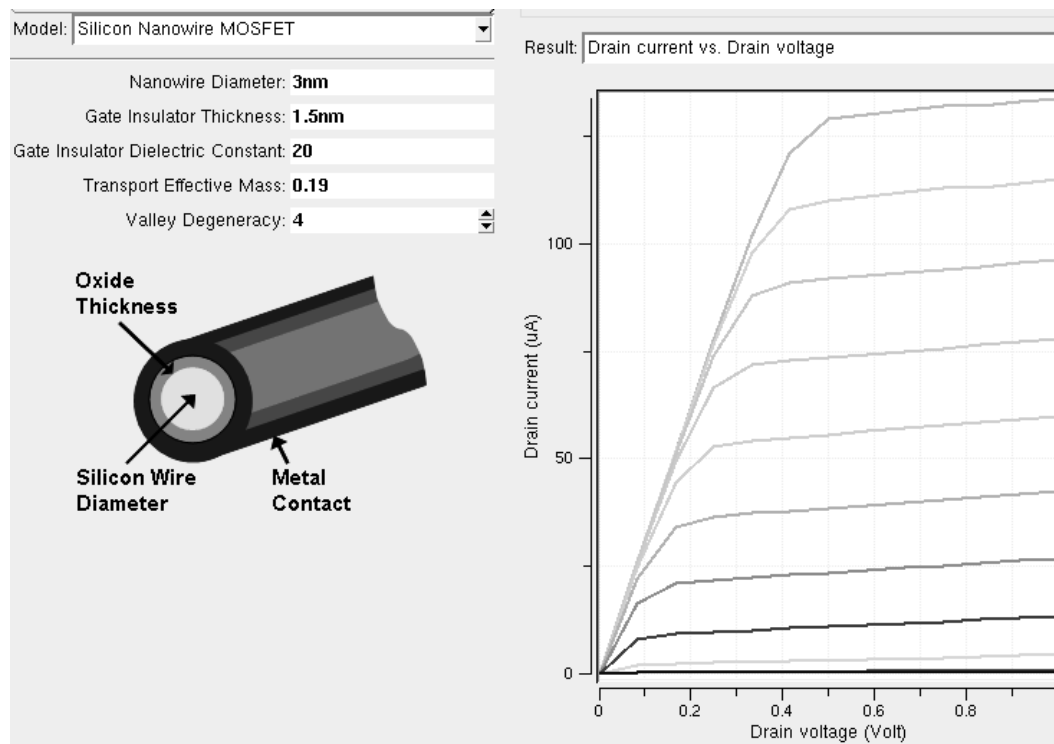 Model: Silicon Nanowire MOSFET
Nanowire Diameter: 3nm
Gate Insulator Thickness: 1.5nm
Gate Insulator Dielectric Constant: 20
Transport Effective Mass: 0.19
Valley Degeneracy: 4
Oxide
Thickness
Silicon Wire
Diameter
Metal
Contact
Result: Drain current vs. Drain voltage
Drain current (uA)
100
50
0
0 0.2 0.4 0.6 0.8
Drain voltage (Volt)